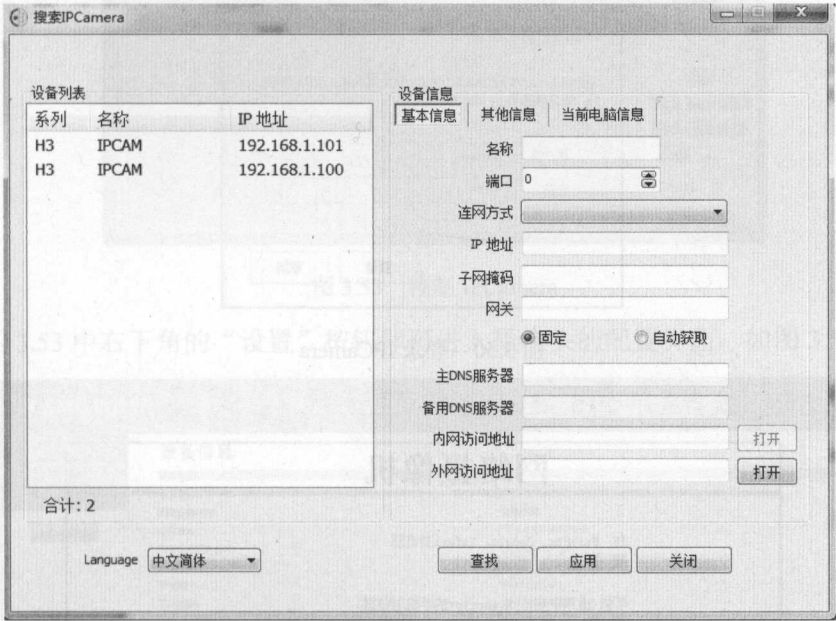 搜索IPCamera
设备列表
系列 名称 IP 地址
H3 IPCAM 192.168.1.101
H3 IPCAM 192.168.1.100
合计: 2
设备信息
基本信息 其他信息 当前电脑信息
名称
端口 0
连网方式
IP 地址
子网掩码
网关
固定 自动获取
主DNS服务器
备用DNS服务器
内网访问地址 打开
外网访问地址 打开
Language 中文简体 查找 应用 关闭